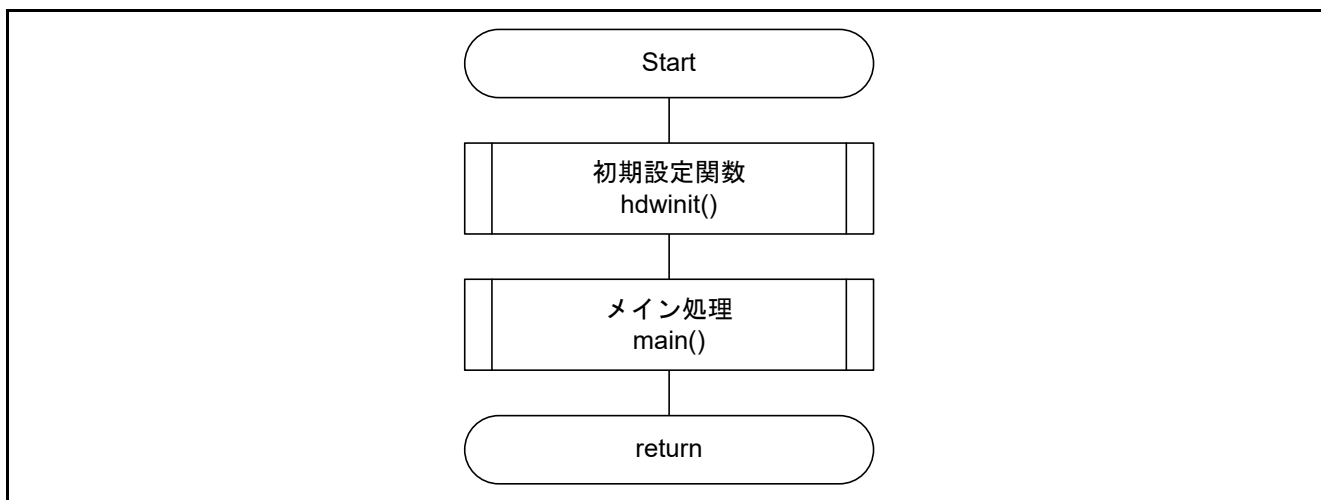 Start
初期設定関数
hdwinit()
メイン処理
main()
return